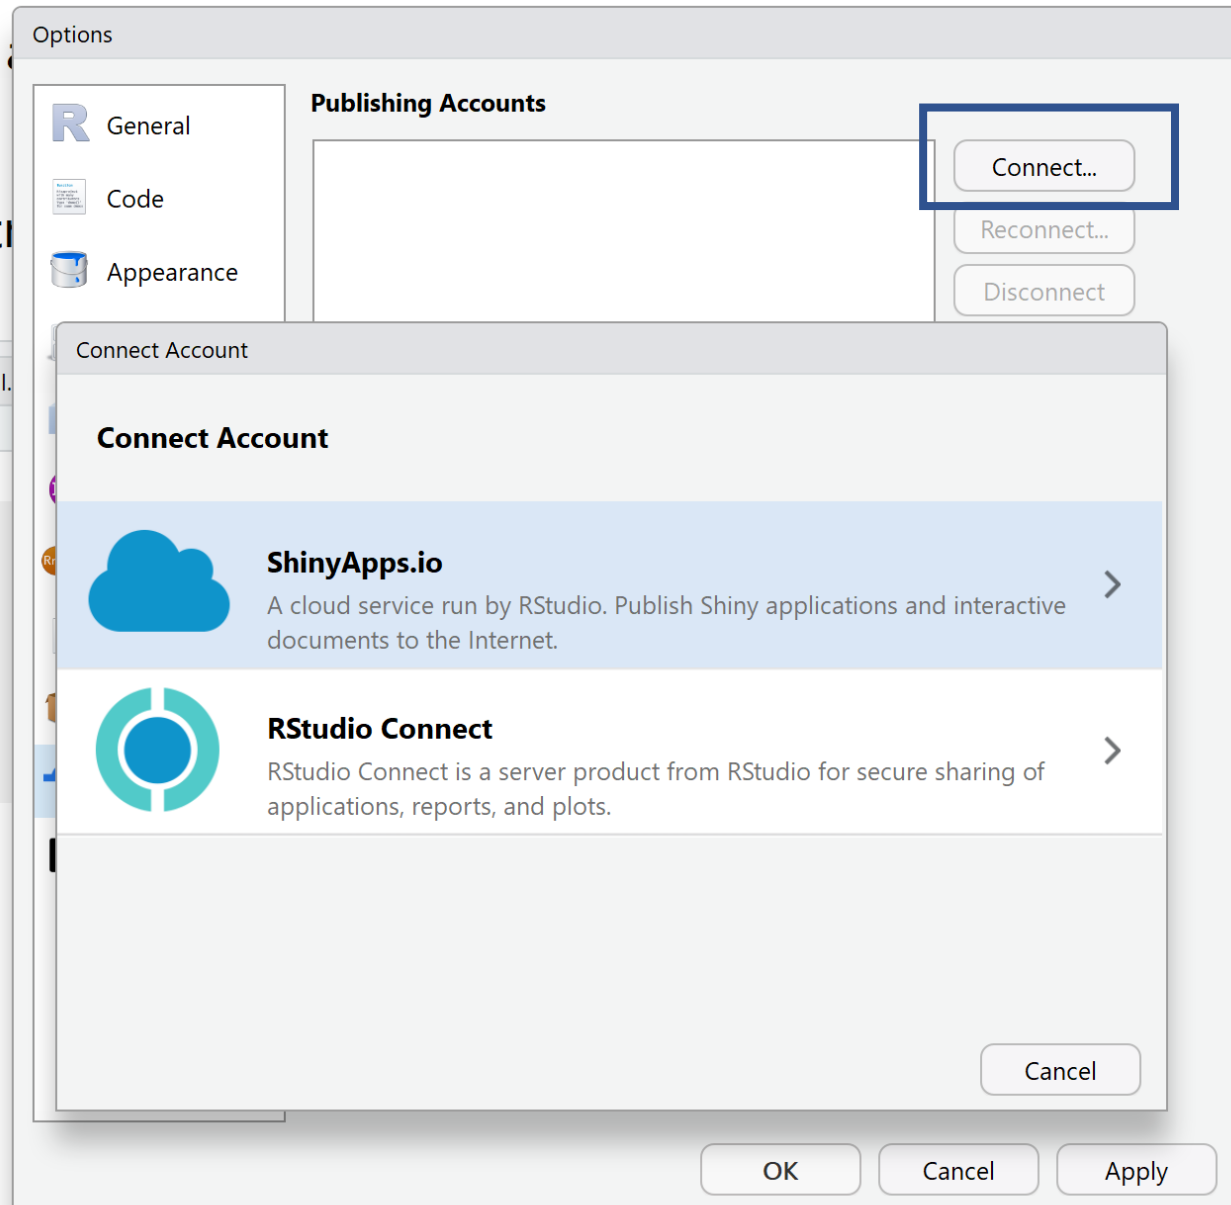 Options
Publishing Accounts
General
Connect...
Code
Reconnect...
Appearance
Disconnect
Connect Account
Connect Account
ShinyApps.io
A cloud service run by RStudio. Publish Shiny applications and interactive
documents to the Internet.
RStudio Connect
RStudio Connect is a server product from RStudio for secure sharing of
applications, reports, and plots.
Cancel
OK
Cancel
Apply